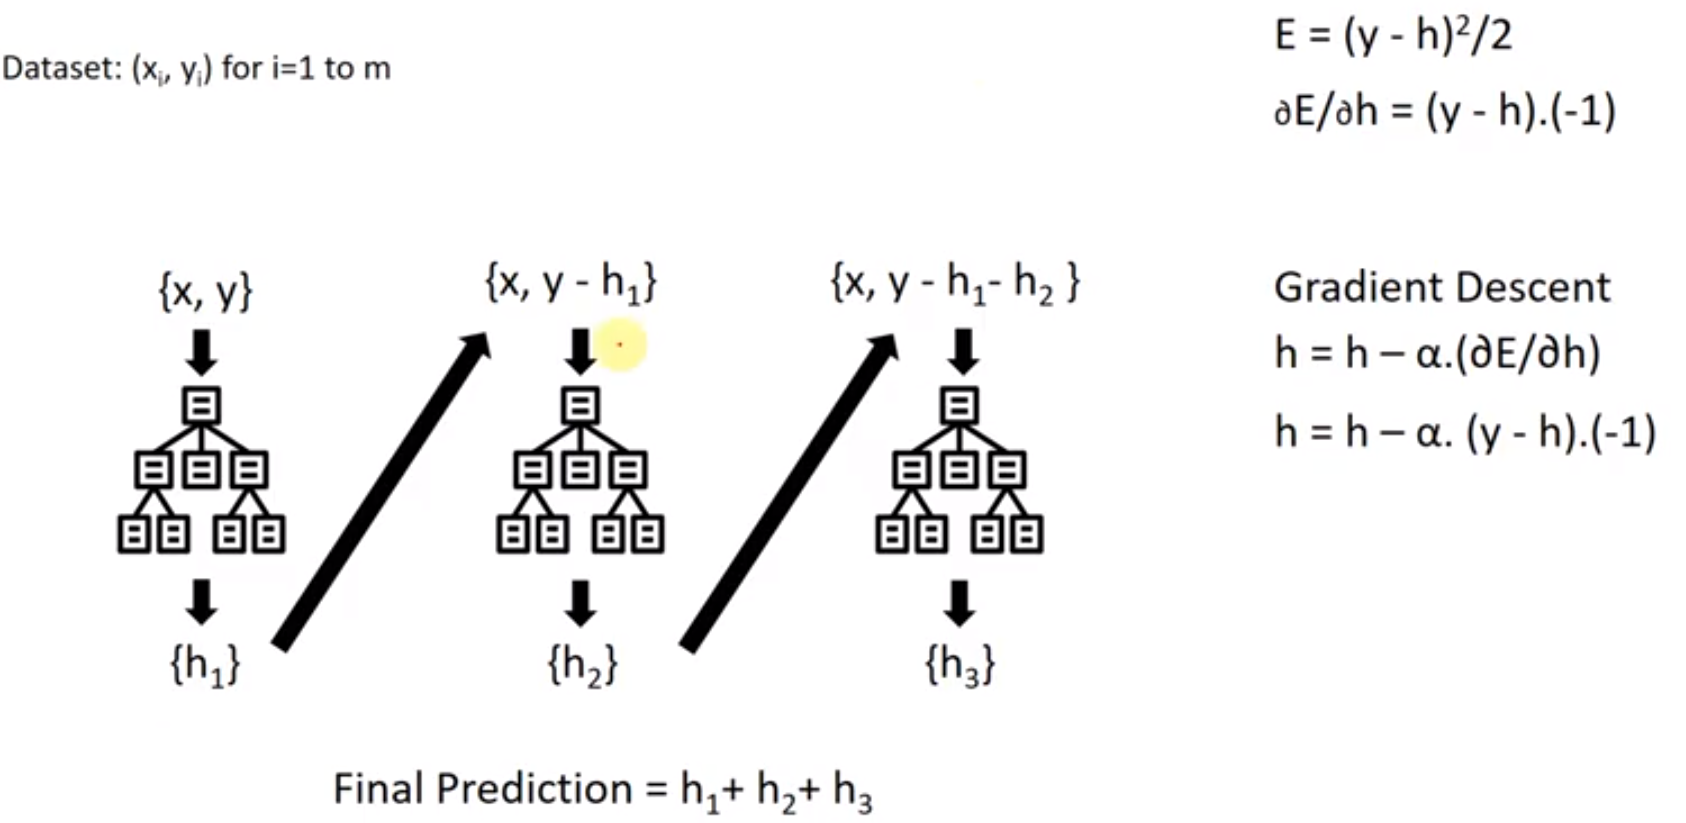 Dataset: (xᵢ, yᵢ) for i=1 to m
E = (y - h)²/2
∂E/∂h = (y - h).(-1)
{x, y}
{x, y - h₁}
{x, y - h₁- h₂ }
{h₁}
{h₂}
{h₃}
Final Prediction = h₁+ h₂+ h₃
Gradient Descent
h = h – α.(∂E/∂h)
h = h – α. (y - h).(-1)